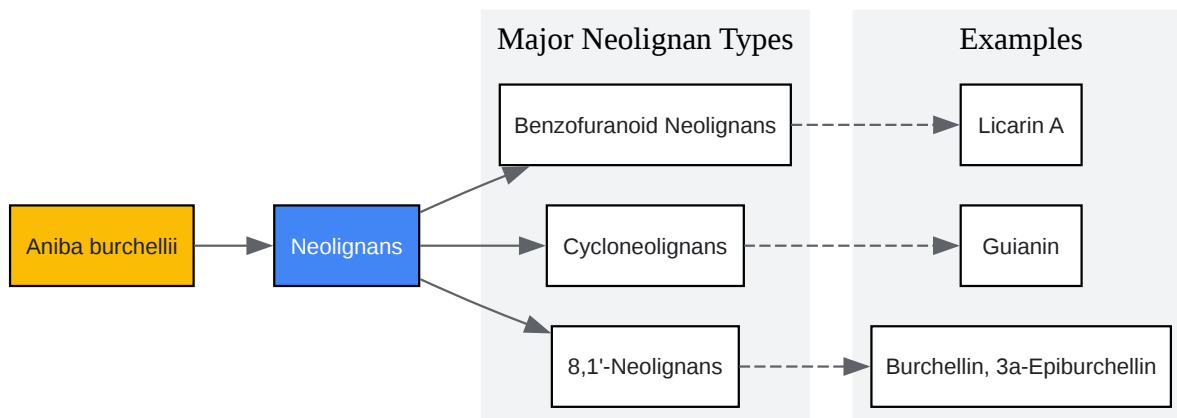 Major Neolignan Types
Examples
Benzofuranoid Neolignans
Licarin A
Aniba burchellii
Neolignans
Cycloneolignans
Guianin
8,1'-Neolignans
Burchellin, 3a-Epiburchellin